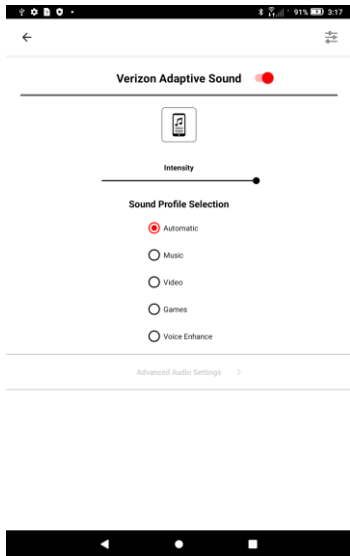 91% 3:17
Verizon Adaptive Sound
Intensity
Sound Profile Selection
Automatic
Music
Video
Games
Voice Enhance
Advanced Audio Settings